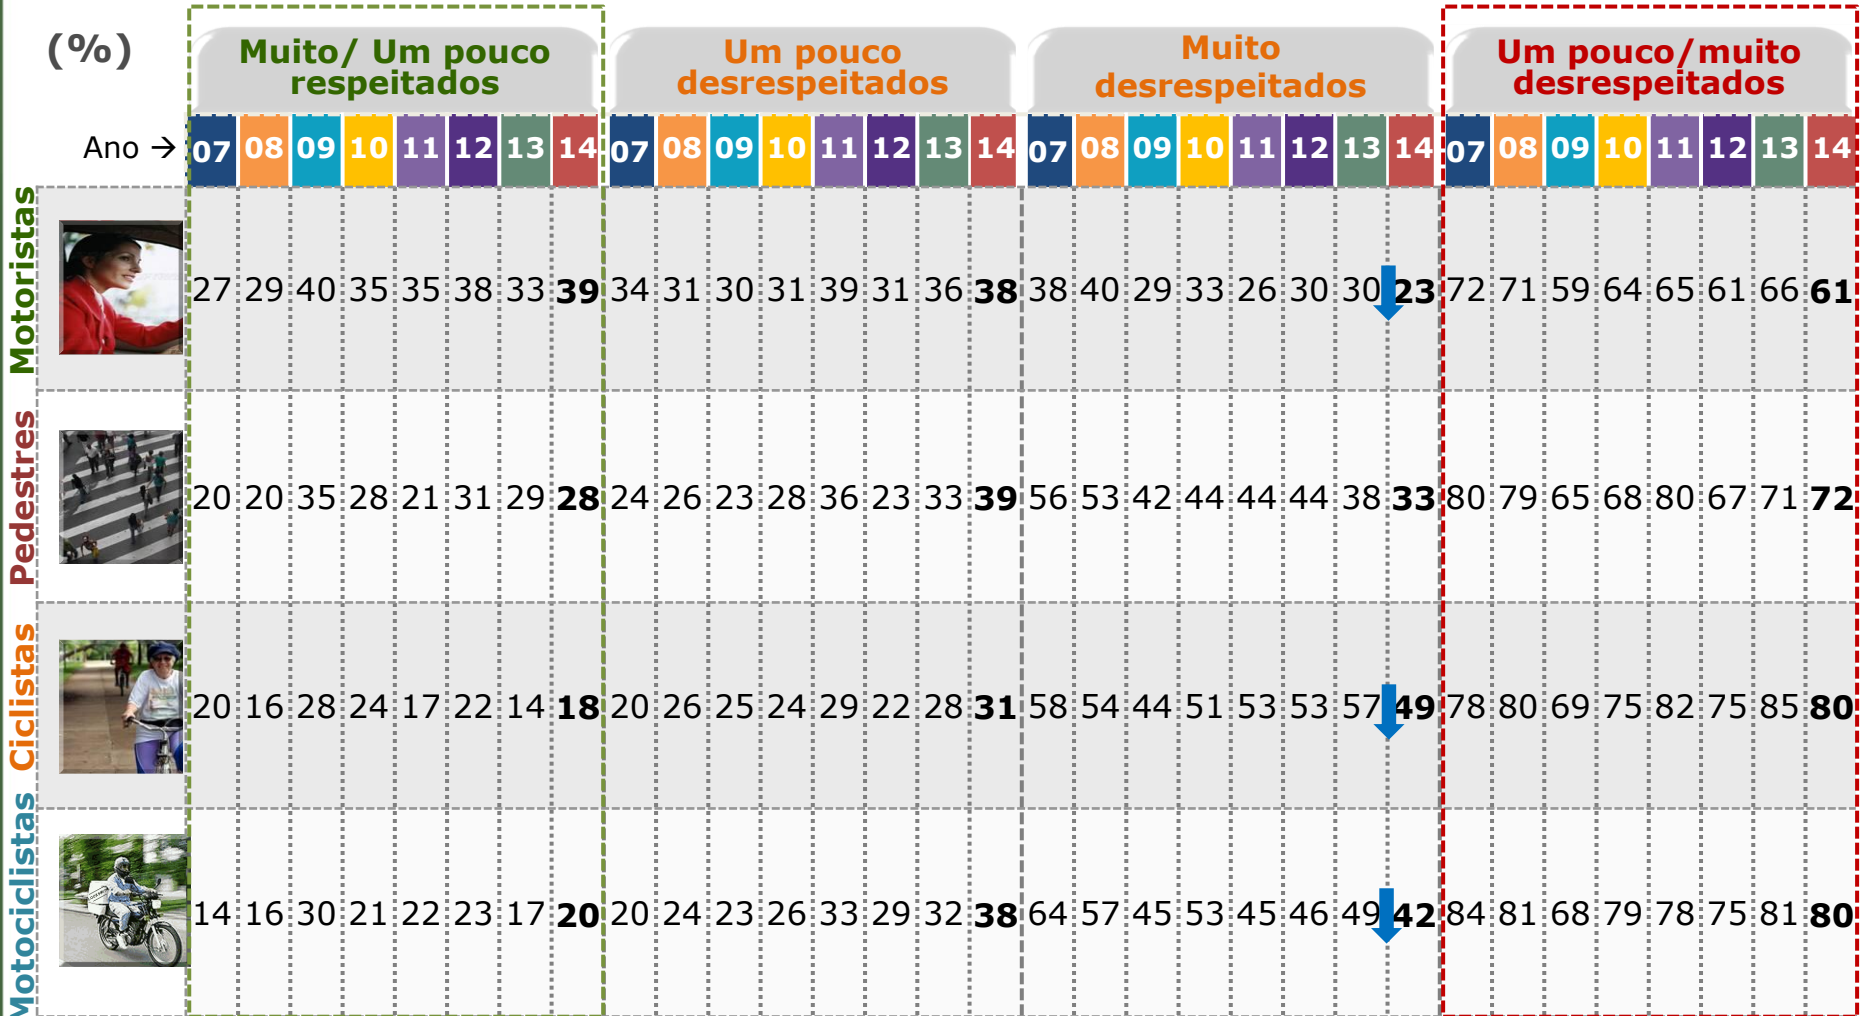 (%)
Muito/ Um pouco
respeitados
Um pouco
desrespeitados
Muito
desrespeitados
Um pouco/muito
desrespeitados
Ano → 07 08 09 10 11 12 13 14 07 08 09 10 11 12 13 14 07 08 09 10 11 12 13 14 07 08 09 10 11 12 13 14
Motoristas
27 29 40 35 35 38 33 39 34 31 30 31 39 31 36 38 38 40 29 33 26 30 30 23 72 71 59 64 65 61 66 61
Pedestres
20 20 35 28 21 31 29 28 24 26 23 28 36 23 33 39 56 53 42 44 44 44 38 33 80 79 65 68 80 67 71 72
Ciclistas
20 16 28 24 17 22 14 18 20 26 25 24 29 22 28 31 58 54 44 51 53 53 57 49 78 80 69 75 82 75 85 80
Motociclistas
14 16 30 21 22 23 17 20 20 24 23 26 33 29 32 38 64 57 45 53 45 46 49 42 84 81 68 79 78 75 81 80